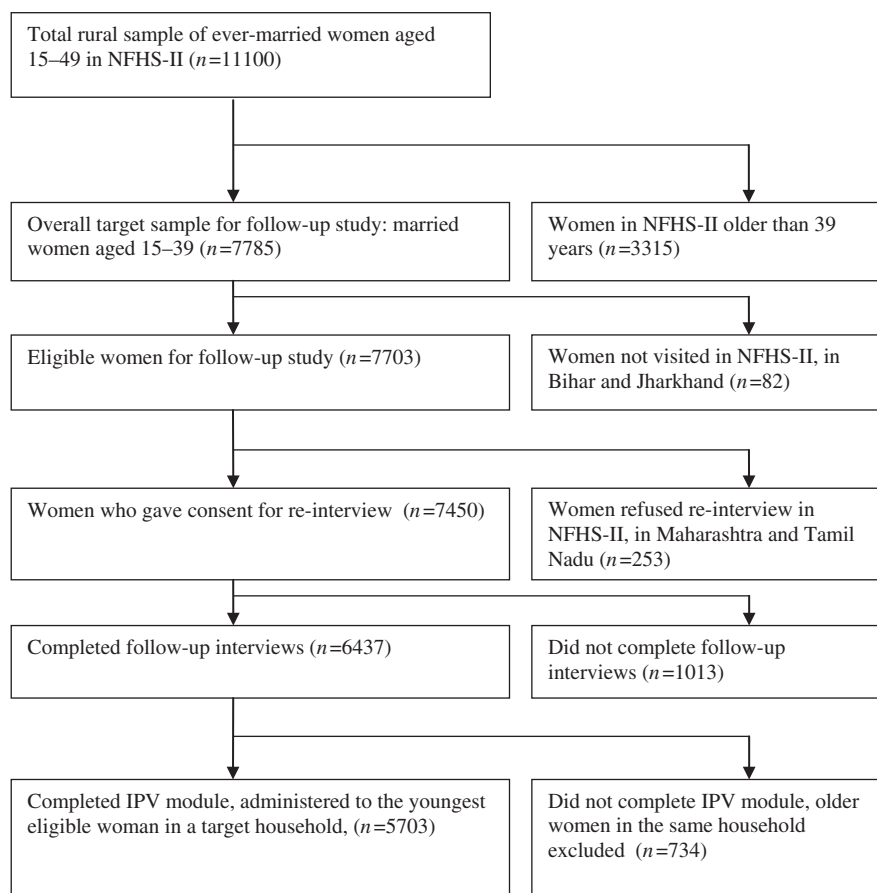 Total rural sample of ever-married women aged
15–49 in NFHS-II (n=11100)
Overall target sample for follow-up study: married
women aged 15–39 (n=7785)
Women in NFHS-II older than 39
years (n=3315)
Eligible women for follow-up study (n=7703)
Women not visited in NFHS-II, in
Bihar and Jharkhand (n=82)
Women who gave consent for re-interview (n=7450)
Women refused re-interview in
NFHS-II, in Maharashtra and Tamil
Nadu (n=253)
Completed follow-up interviews (n=6437)
Did not complete follow-up
interviews (n=1013)
Completed IPV module, administered to the youngest
eligible woman in a target household, (n=5703)
Did not complete IPV module, older
women in the same household
excluded (n=734)